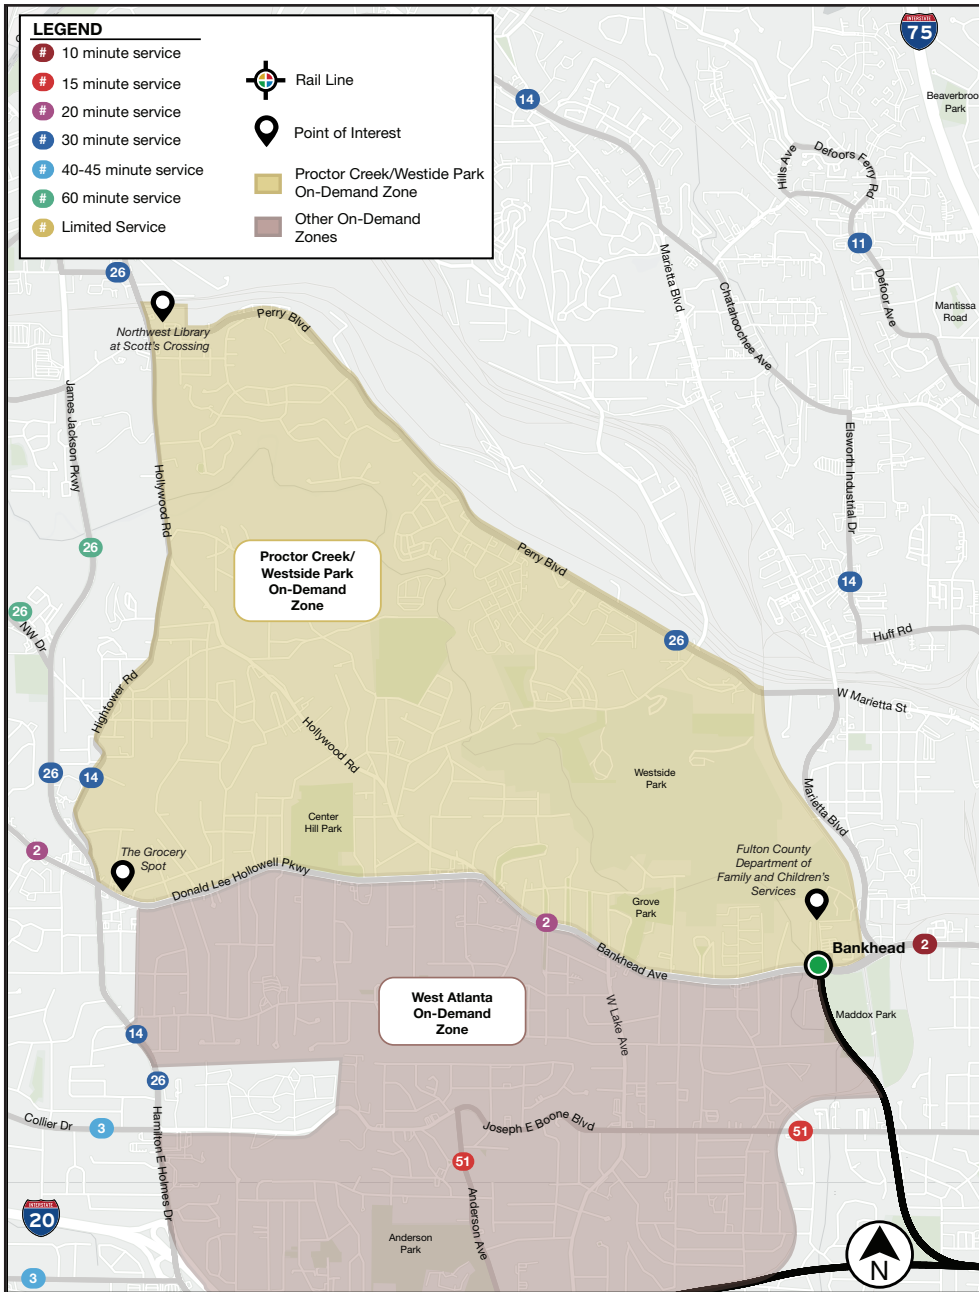 LEGEND
# 10 minute service
# 15 minute service
# 20 minute service
# 30 minute service
# 40-45 minute service
# 60 minute service
# Limited Service
Rail Line
Point of Interest
Proctor Creek/Westide Park
On-Demand Zone
Other On-Demand
Zones
INTERSTATE
75
Beaverbrook
Park
14
Hills Ave
Defoors Ferry Rd
11
Defoor Ave
Mantissa
Road
Marietta Blvd
Chatahoochee Ave
26
Northwest Library
at Scott's Crossing
Perry Blvd
James Jackson Pkwy
Hollywood Rd
Elsworth Industrial Dr
26
Proctor Creek/
Westside Park
On-Demand
Zone
Perry Blvd
14
26
NW Dr
26
Huff Rd
Hightower Rd
W Marietta St
Hollywood Rd
26
14
Westside
Park
Marietta Blvd
Center
Hill Park
2
The Grocery
Spot
Donald Lee Hollowell Pkwy
Fulton County
Department of
Family and Children's
Services
Grove
Park
2
Bankhead Ave
Bankhead
2
West Atlanta
On-Demand
Zone
W Lake Ave
Maddox Park
14
26
Collier Dr
3
Hamilton E Holmes Dr
Joseph E Boone Blvd
51
51
Anderson Ave
INTERSTATE
20
Anderson
Park
3
N